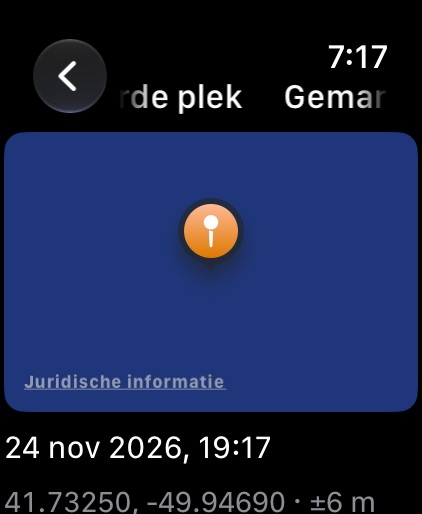 7:17
rde plek Gemar
Juridische informatie
24 nov 2026, 19:17
41.73250, -49.94690 · ±6 m